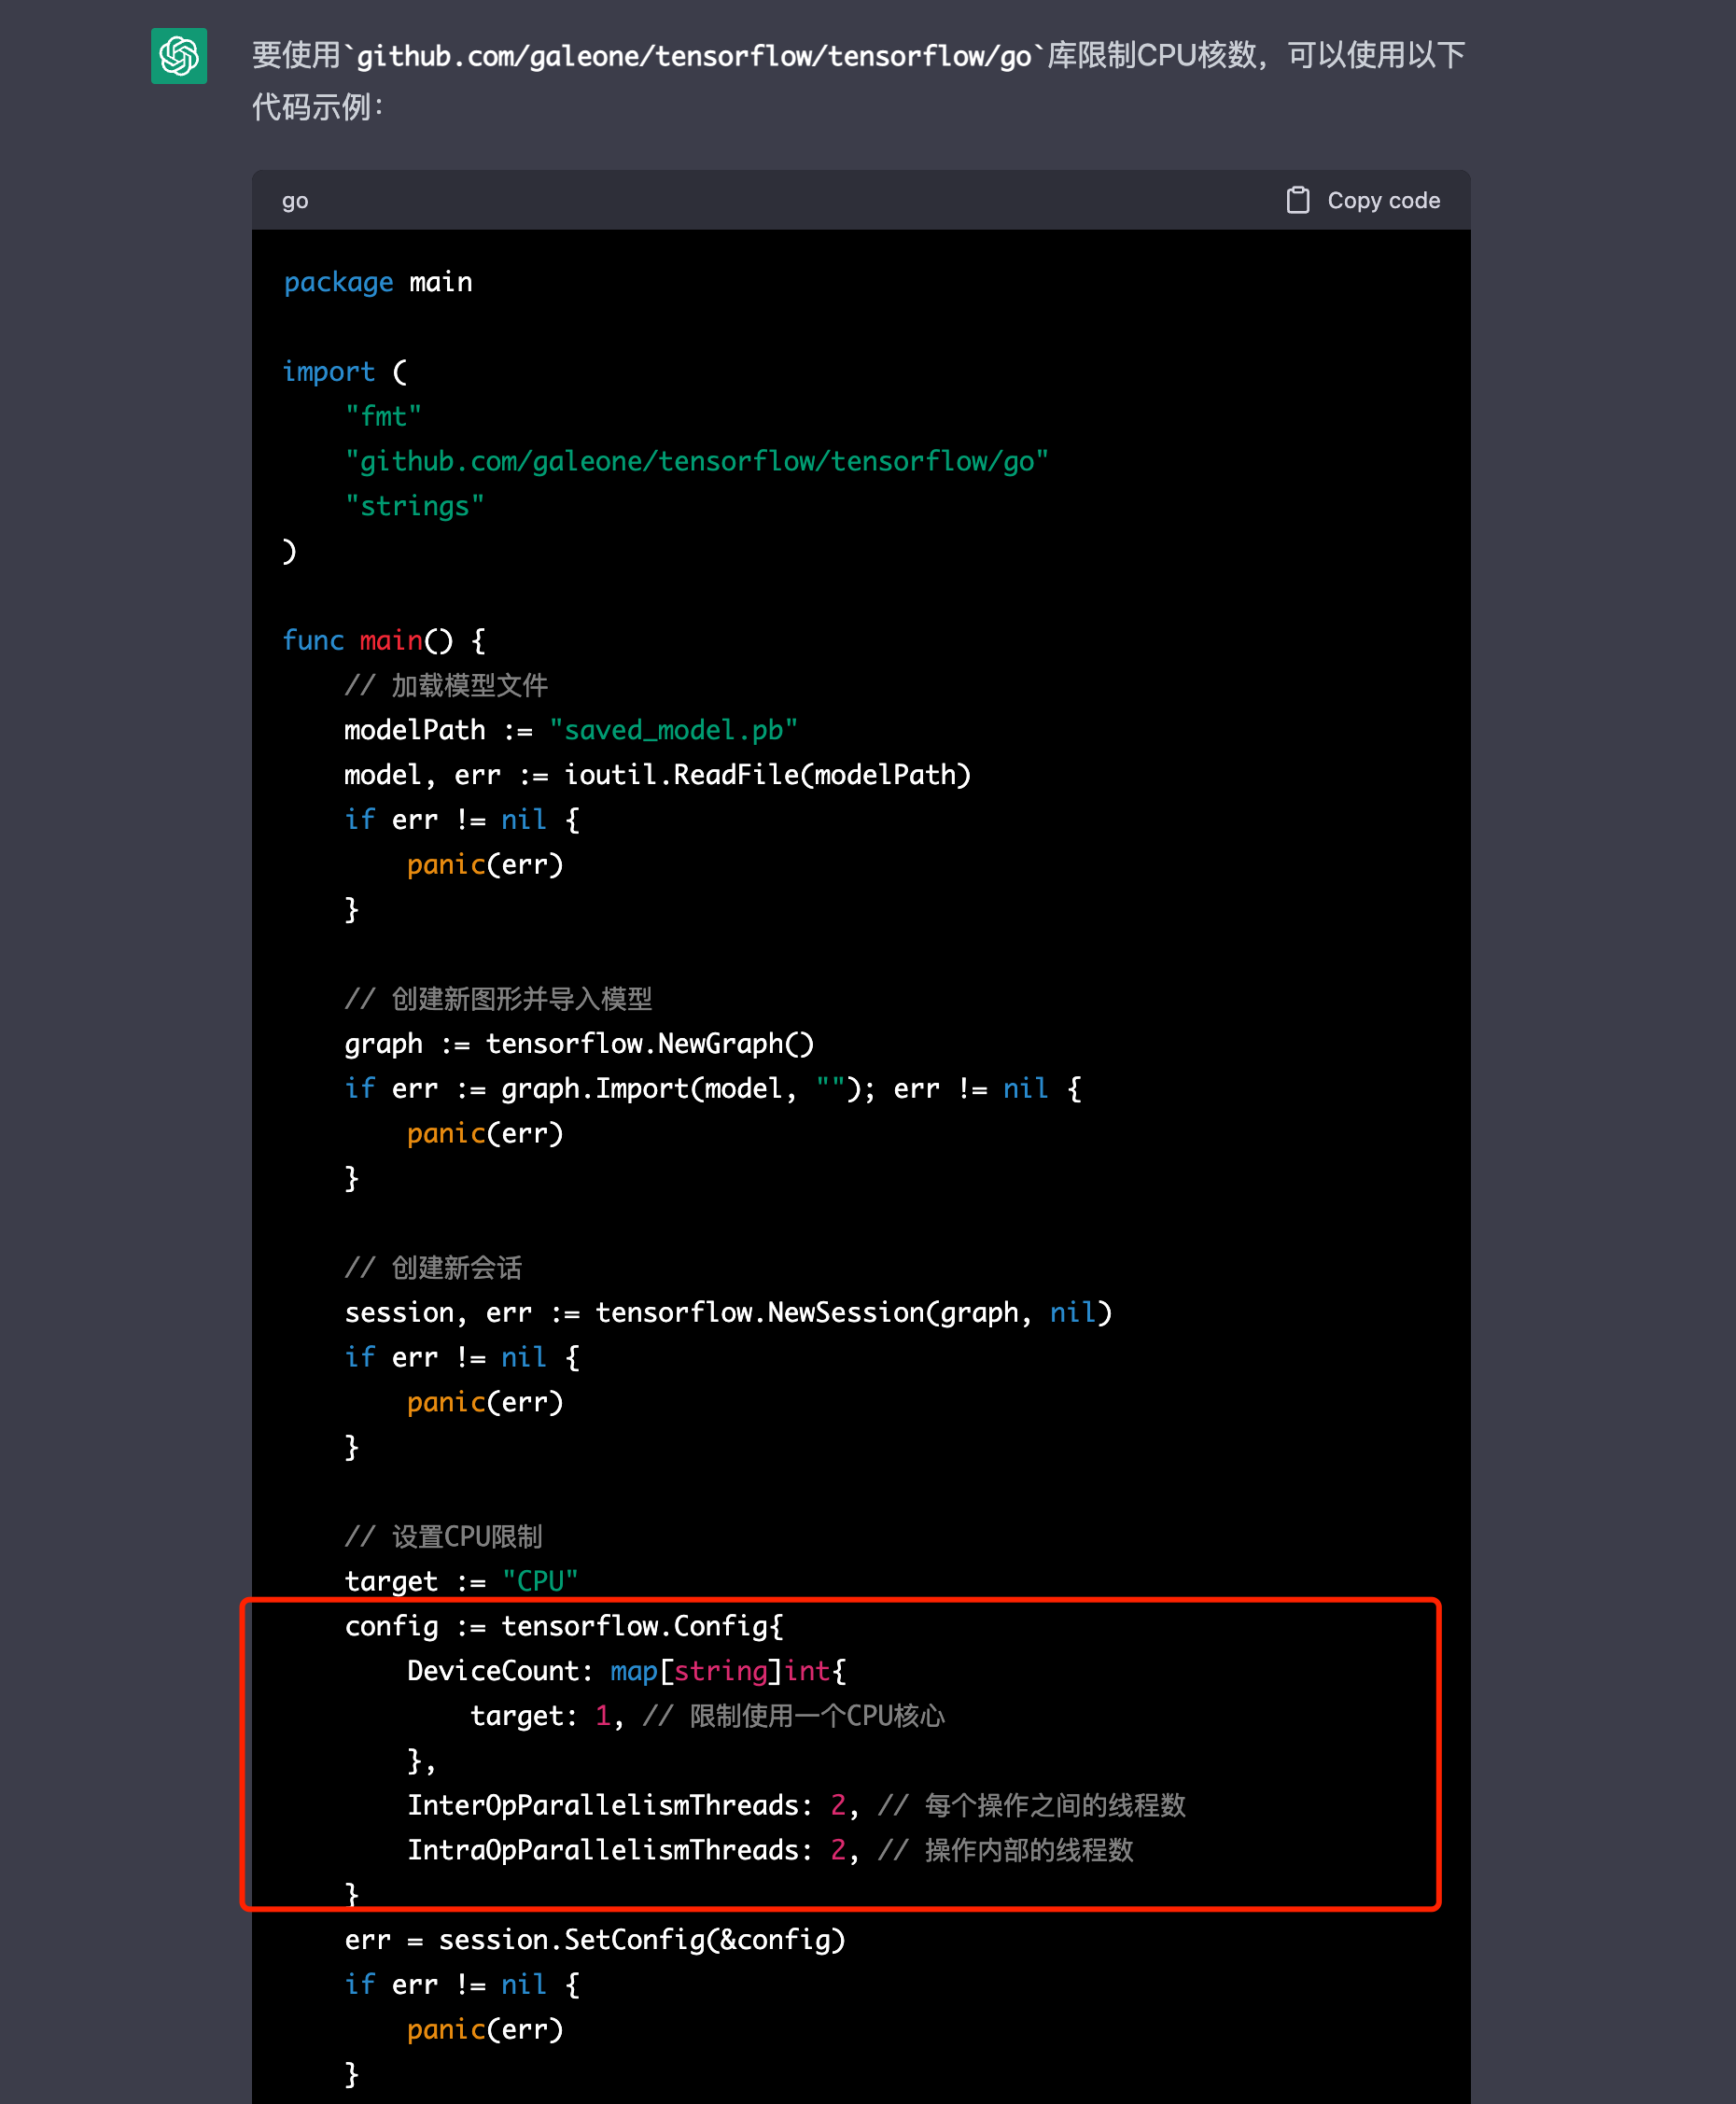 要使用`github.com/galeone/tensorflow/tensorflow/go`库限制CPU核数，可以使用以下
代码示例：
go
Copy code
package main
import (
"fmt"
"github.com/galeone/tensorflow/tensorflow/go"
"strings"
)
func main() {
// 加载模型文件
modelPath := "saved_model.pb"
model, err := ioutil.ReadFile(modelPath)
if err != nil {
panic(err)
}
// 创建新图形并导入模型
graph := tensorflow.NewGraph()
if err := graph.Import(model, ""); err != nil {
panic(err)
}
// 创建新会话
session, err := tensorflow.NewSession(graph, nil)
if err != nil {
panic(err)
}
// 设置CPU限制
target := "CPU"
config := tensorflow.Config{
DeviceCount: map[string]int{
target: 1, // 限制使用一个CPU核心
},
InterOpParallelismThreads: 2, // 每个操作之间的线程数
IntraOpParallelismThreads: 2, // 操作内部的线程数
}
err = session.SetConfig(&config)
if err != nil {
panic(err)
}